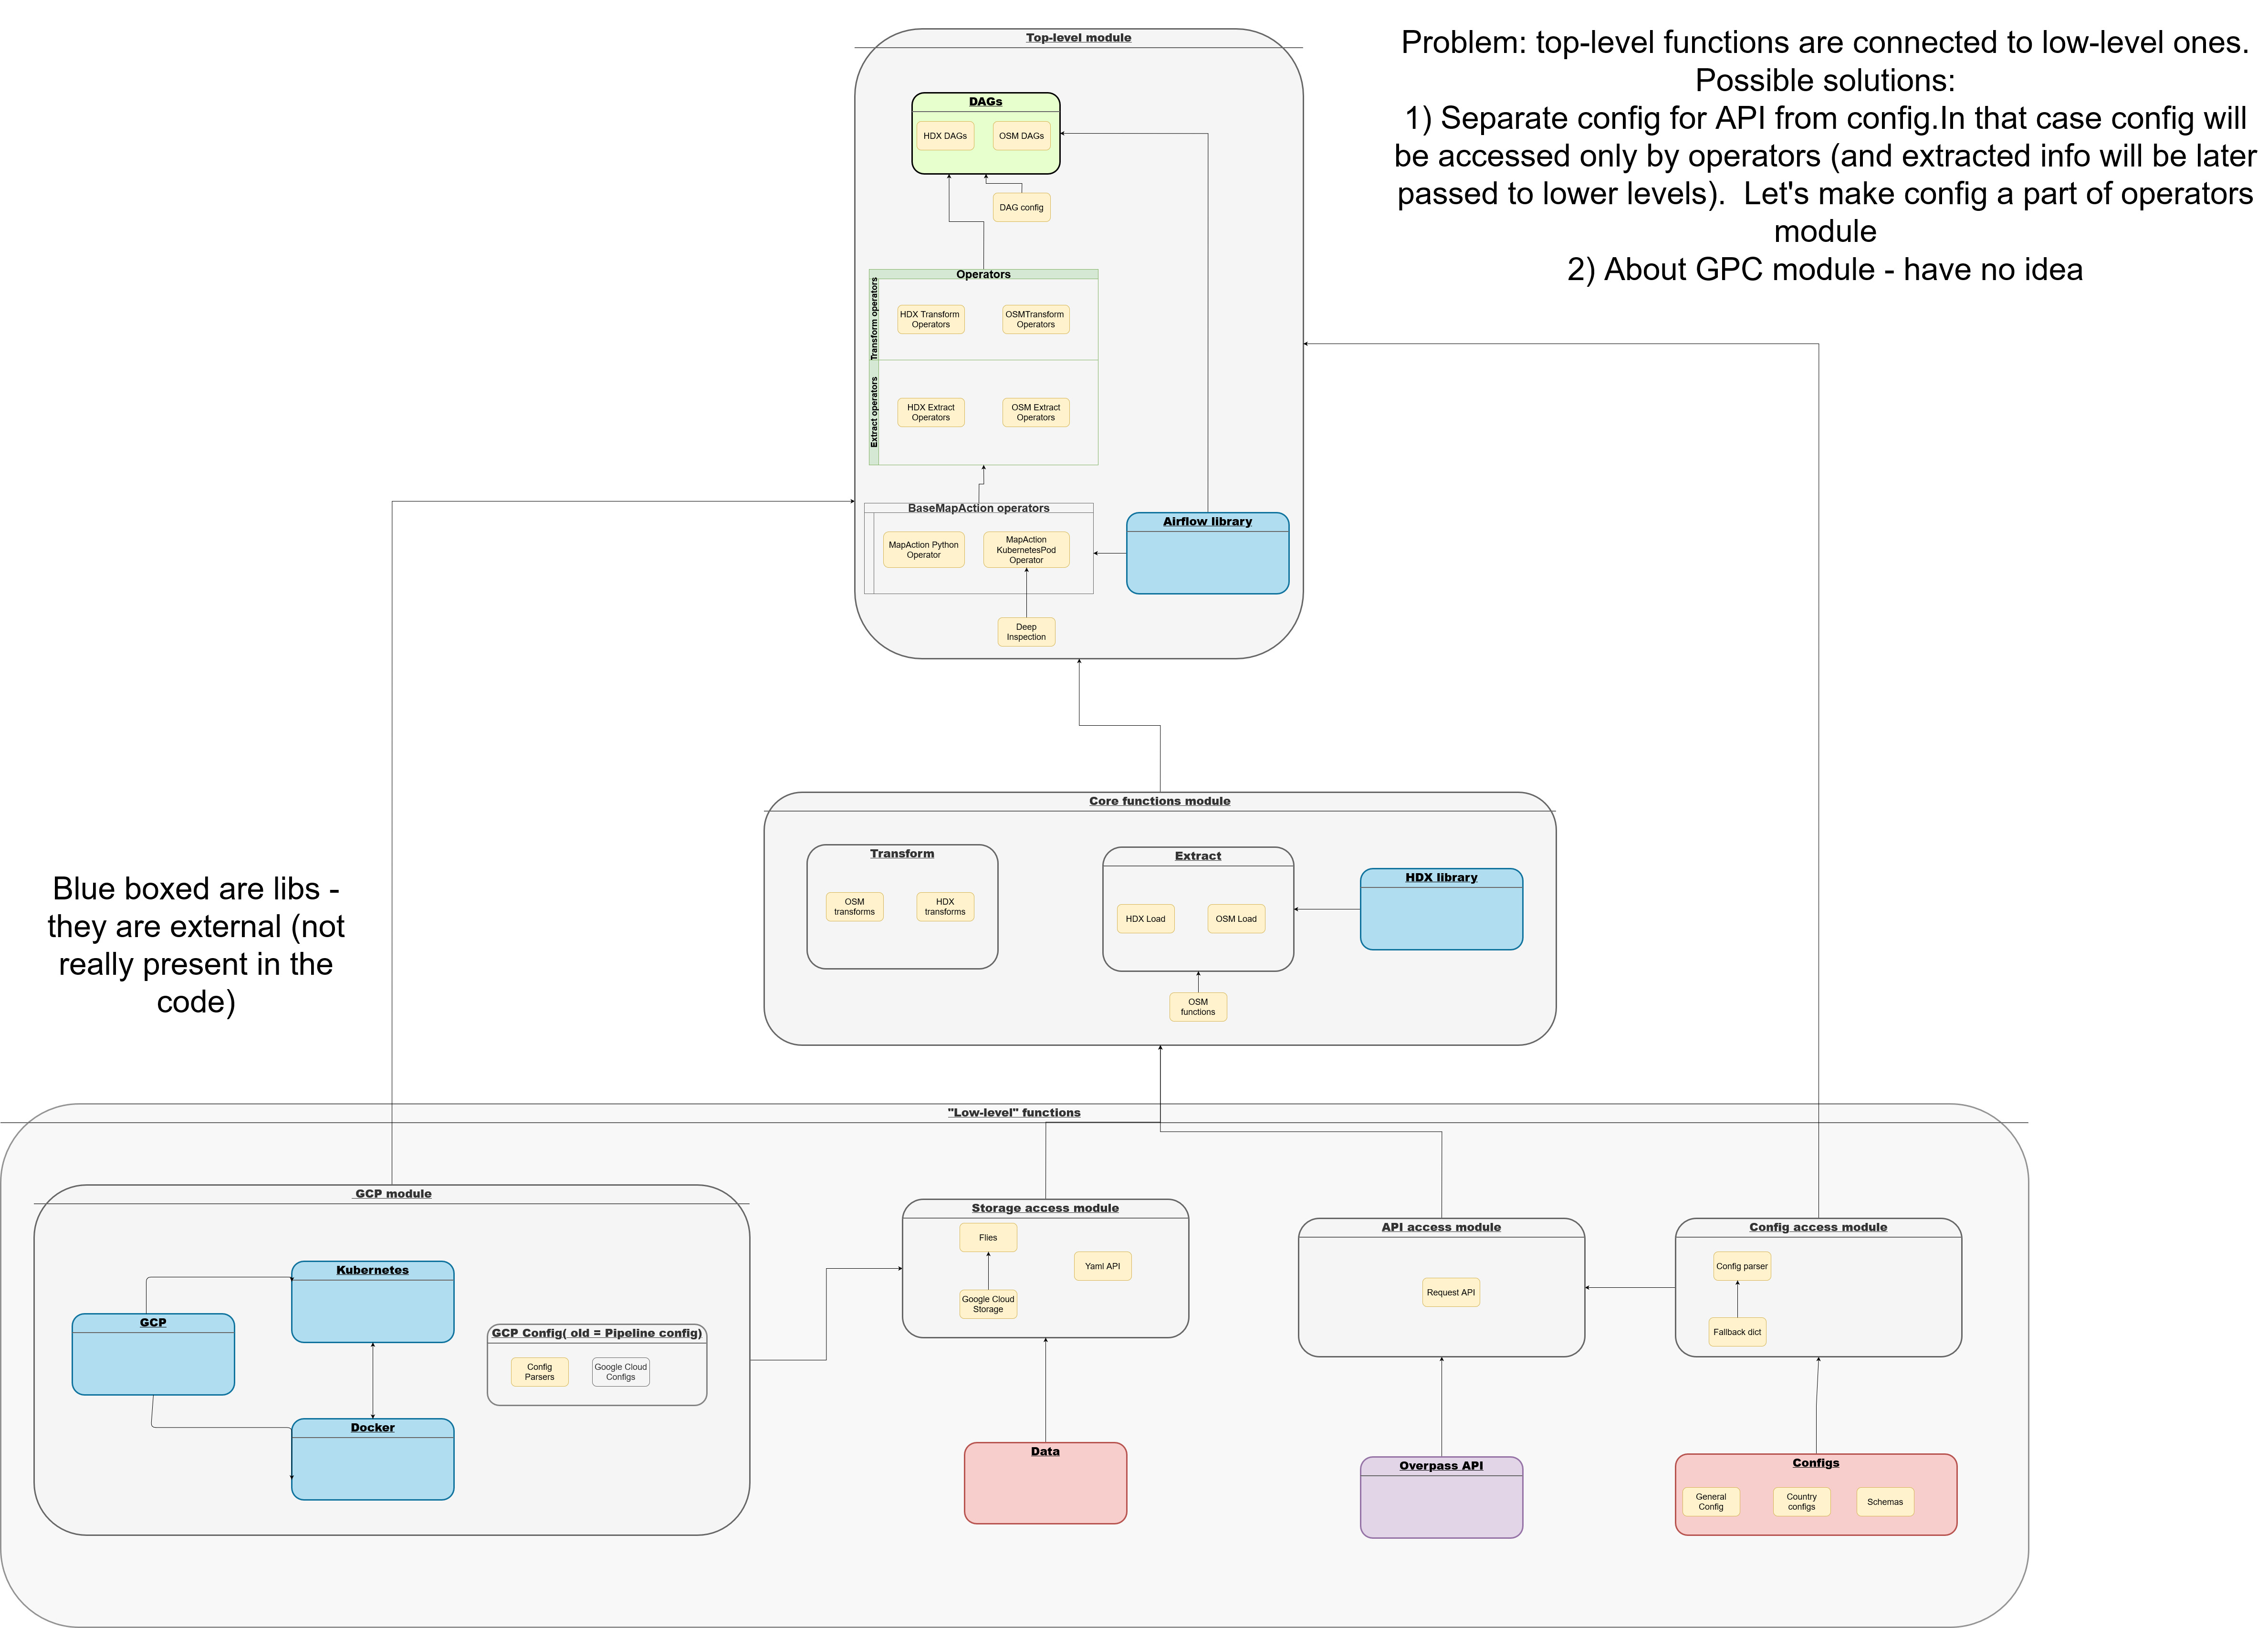 Top-level module
Problem: top-level functions are connected to low-level ones.
Possible solutions:
1) Separate config for API from config.In that case config will
be accessed only by operators (and extracted info will be later
passed to lower levels).  Let's make config a part of operators
module
2) About GPC module - have no idea
DAGs
HDX DAGs
OSM DAGs
DAG config
Operators
Transform operators
HDX Transform
Operators
OSMTransform
Operators
Extract operators
HDX Extract
Operators
OSM Extract
Operators
BaseMapAction operators
MapAction Python
Operator
MapAction
KubernetesPod
Operator
Airflow library
Deep
Inspection
Core functions module
Transform
OSM
transforms
HDX
transforms
Extract
HDX Load
OSM Load
HDX library
OSM
functions
Blue boxed are libs -
they are external (not
really present in the
code)
"Low-level" functions
GCP module
Kubernetes
GCP
Docker
GCP Config( old = Pipeline config)
Config
Parsers
Google Cloud
Configs
Storage access module
Flies
Yaml API
Google Cloud
Storage
API access module
Request API
Config access module
Config parser
Fallback dict
Data
Overpass API
Configs
General
Config
Country
configs
Schemas